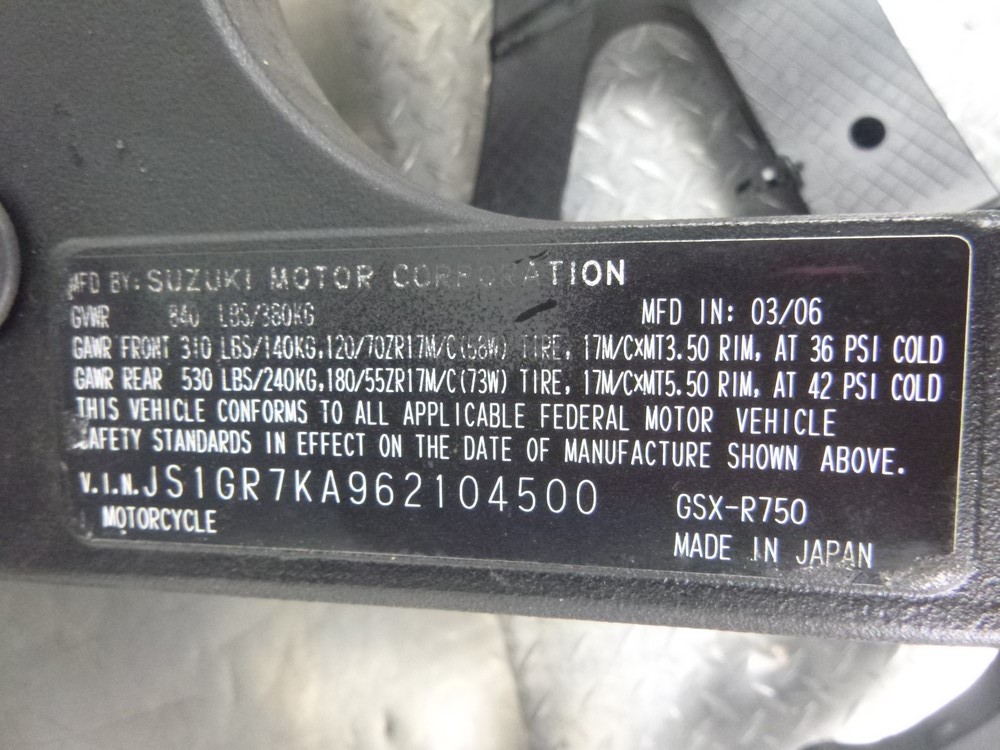 MFD BY: SUZUKI MOTOR CORPORATION
GVWR 840 LBS/380KG
MFD IN: 03/06
GAWR FRONT 310 LBS/140KG,120/70ZR17M/C(58W) TIRE, 17M/C×MT3.50 RIM, AT 36 PSI COLD
GAWR REAR 530 LBS/240KG,180/55ZR17M/C(73W) TIRE, 17M/C×MT5.50 RIM, AT 42 PSI COLD
THIS VEHICLE CONFORMS TO ALL APPLICABLE FEDERAL MOTOR VEHICLE
SAFETY STANDARDS IN EFFECT ON THE DATE OF MANUFACTURE SHOWN ABOVE.
V.I.N. JS1GR7KA962104500
GSX-R750
MOTORCYCLE
MADE IN JAPAN